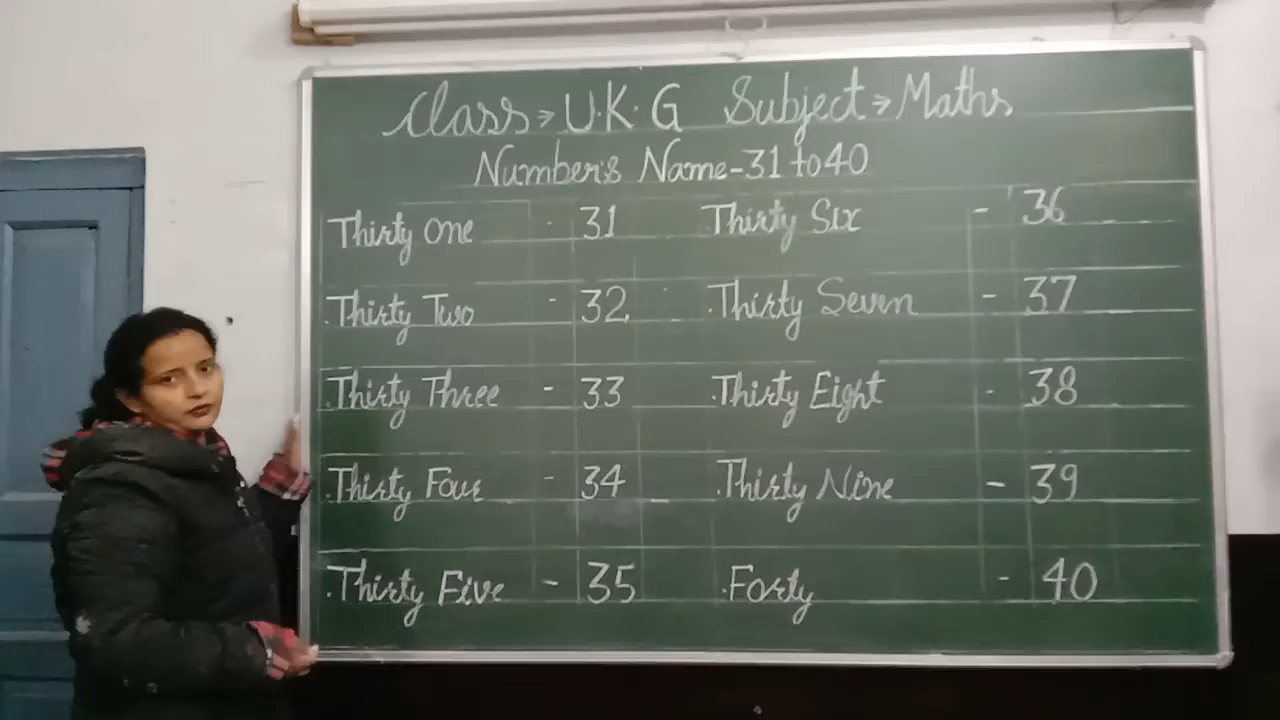 Class → U.K.G Subject → Maths
Number's Name - 31 to 40
Thirty One - 31 Thirty Six - 36
Thirty Two - 32 Thirty Seven - 37
Thirty Three - 33 Thirty Eight - 38
Thirty Four - 34 Thirty Nine - 39
Thirty Five - 35 Forty - 40